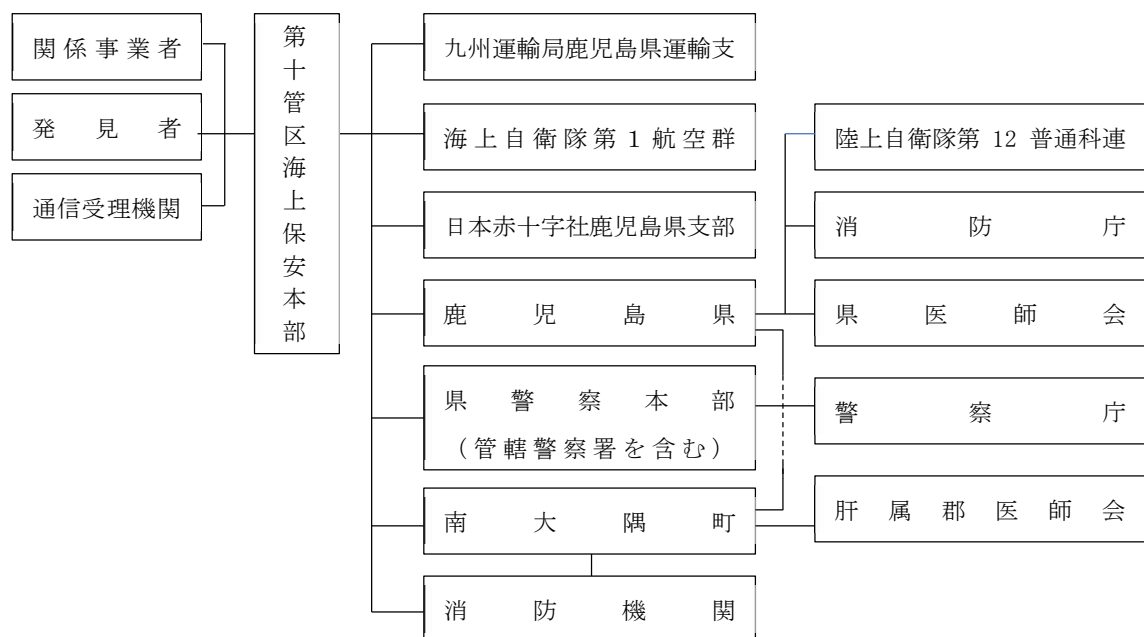 関係事業者
発見者
通信受理機関
第十管区海上保安本部
九州運輸局鹿児島県運輸支
海上自衛隊第1航空群
日本赤十字社鹿児島県支部
鹿児島県
県警察本部
(管轄警察署を含む)
南大隅町
消防機関
陸上自衛隊第 12 普通科連
消防庁
県医師会
警察庁
肝属郡医師会